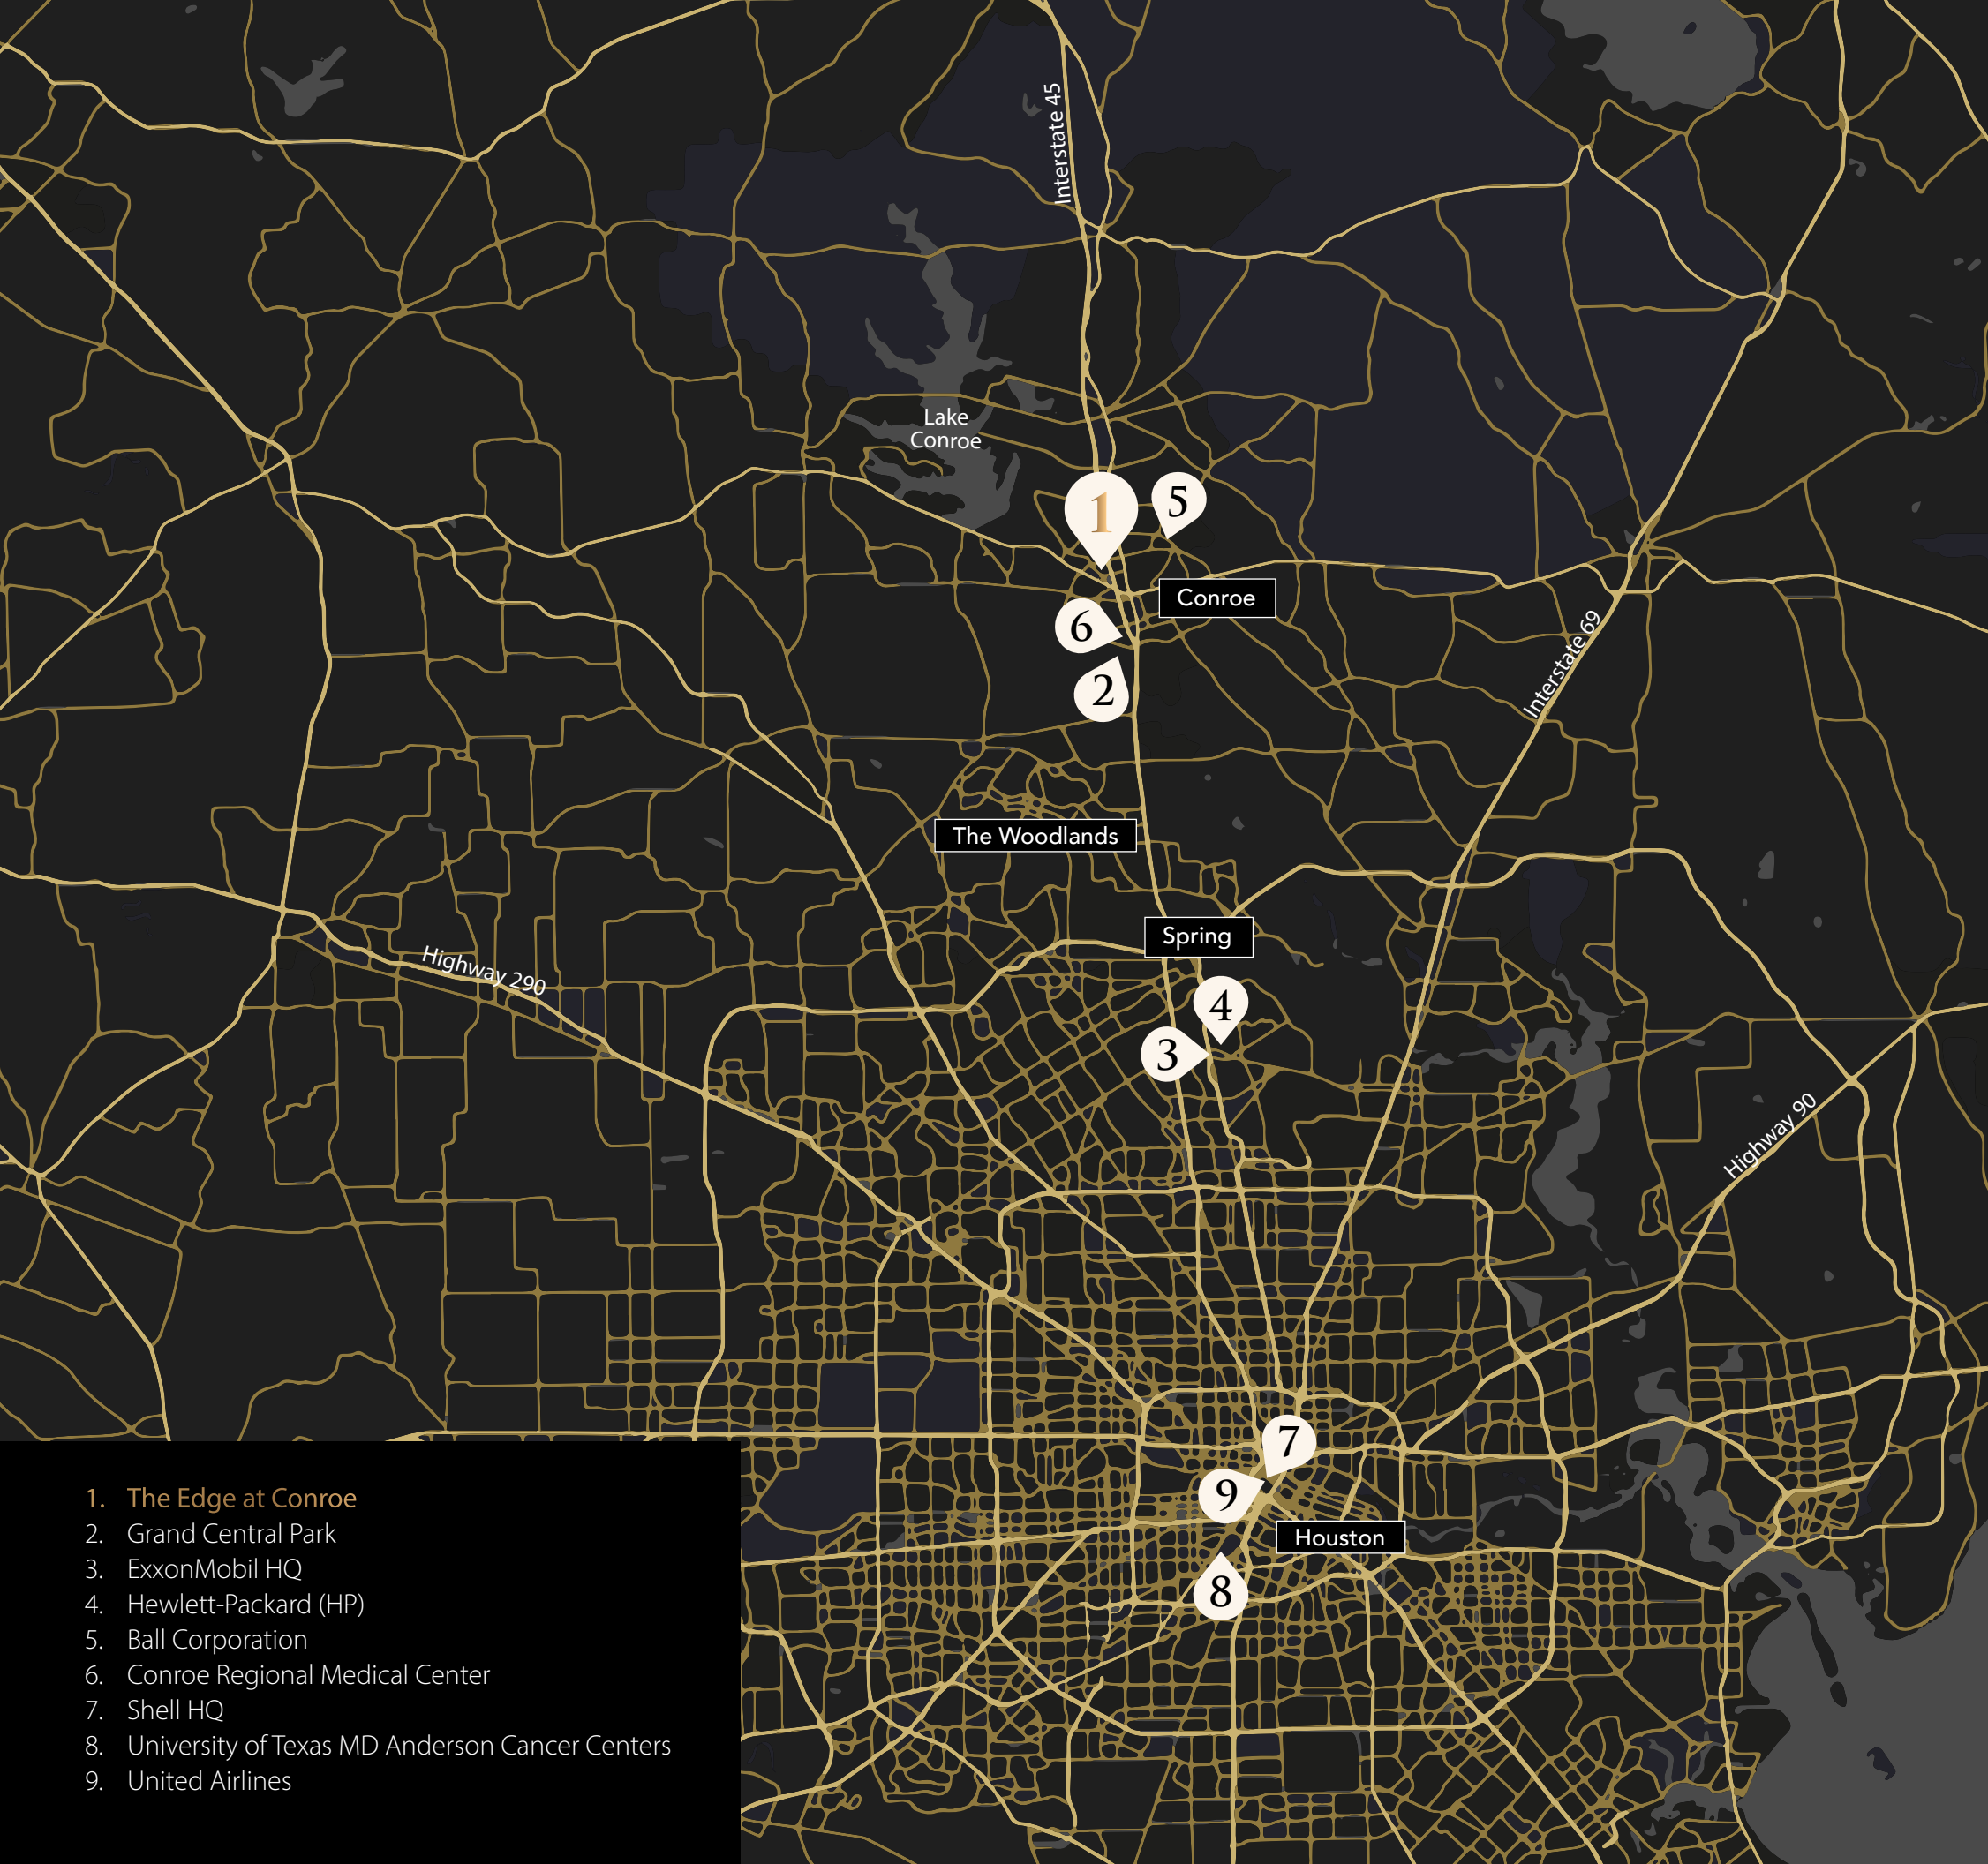 Interstate 45
Lake
Conroe
1
5
Conroe
6
2
Interstate 69
The Woodlands
Spring
Highway 290
4
3
Highway 90
7
9
Houston
8
1. The Edge at Conroe
2. Grand Central Park
3. ExxonMobil HQ
4. Hewlett-Packard (HP)
5. Ball Corporation
6. Conroe Regional Medical Center
7. Shell HQ
8. University of Texas MD Anderson Cancer Centers
9. United Airlines